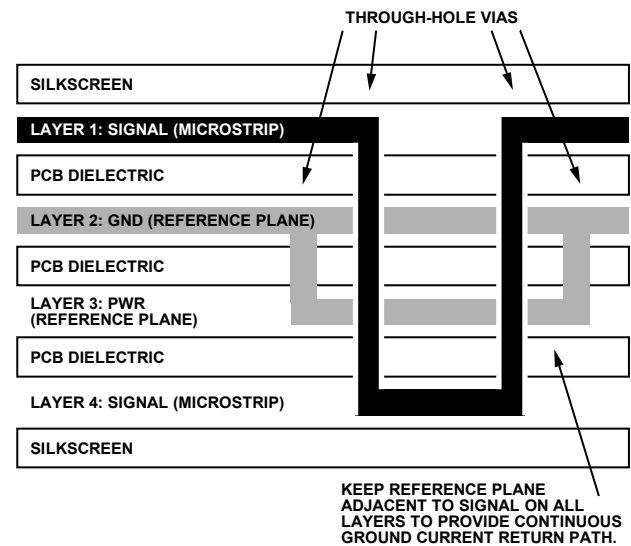 THROUGH-HOLE VIAS
SILKSCREEN
LAYER 1: SIGNAL (MICROSTRIP)
PCB DIELECTRIC
LAYER 2: GND (REFERENCE PLANE)
PCB DIELECTRIC
LAYER 3: PWR
(REFERENCE PLANE)
PCB DIELECTRIC
LAYER 4: SIGNAL (MICROSTRIP)
SILKSCREEN
KEEP REFERENCE PLANE
ADJACENT TO SIGNAL ON ALL
LAYERS TO PROVIDE CONTINUOUS
GROUND CURRENT RETURN PATH.